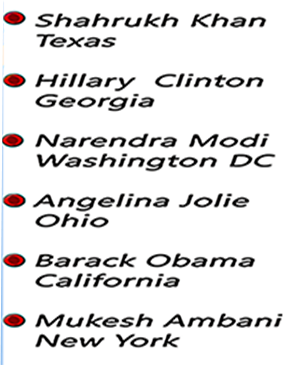 Shahrukh Khan
Texas
Hillary Clinton
Georgia
Narendra Modi
Washington DC
Angelina Jolie
Ohio
Barack Obama
California
Mukesh Ambani
New York